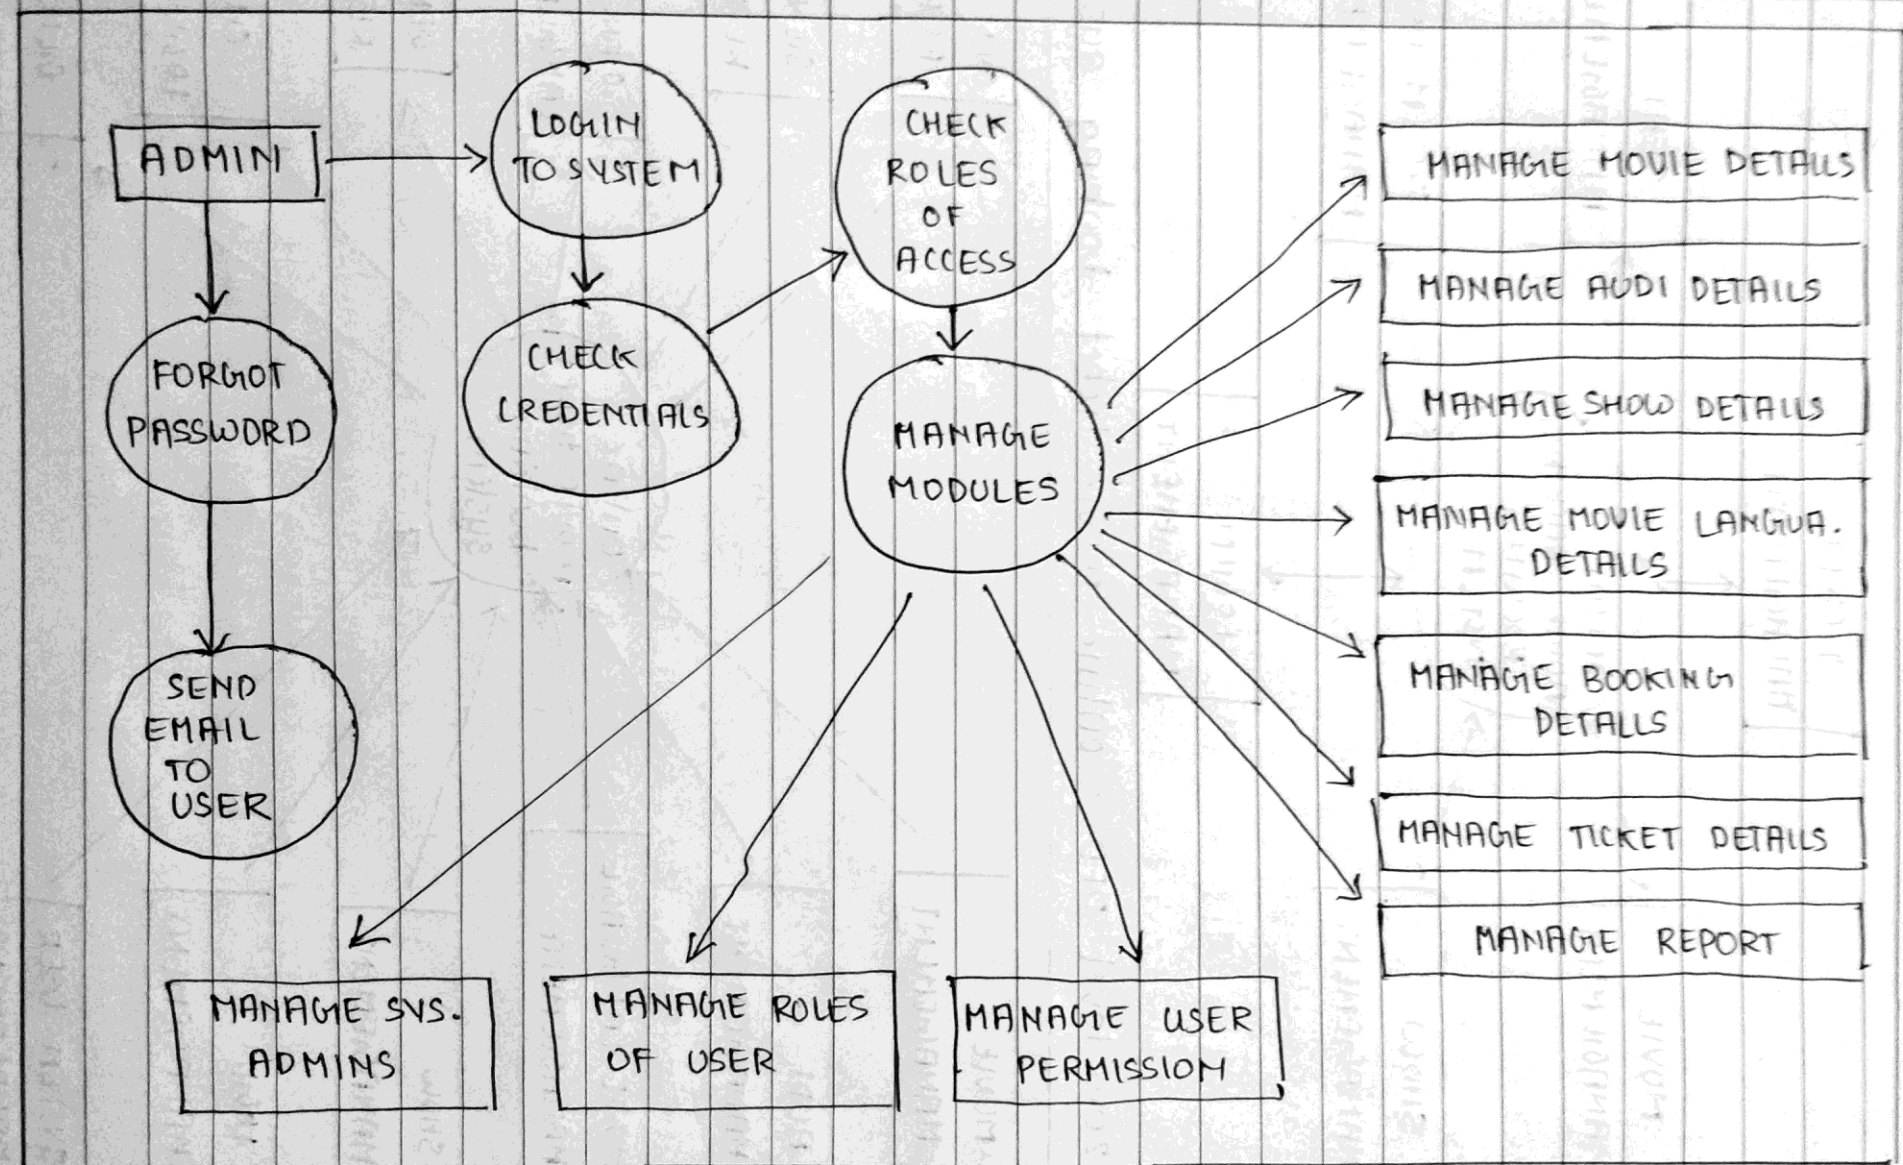 ADMIN
LOGIN
TO SYSTEM
CHECK
ROLES
OF
ACCESS
FORGOT
PASSWORD
CHECK
CREDENTIALS
MANAGE
MODULES
SEND
EMAIL
TO
USER
MANAGE MOVIE DETAILS
MANAGE AUDI DETAILS
MANAGE SHOW DETAILS
MANAGE MOVIE LANGUA.
DETAILS
MANAGE BOOKING
DETAILS
MANAGE TICKET DETAILS
MANAGE REPORT
MANAGE SYS.
ADMINS
MANAGE ROLES
OF USER
MANAGE USER
PERMISSION